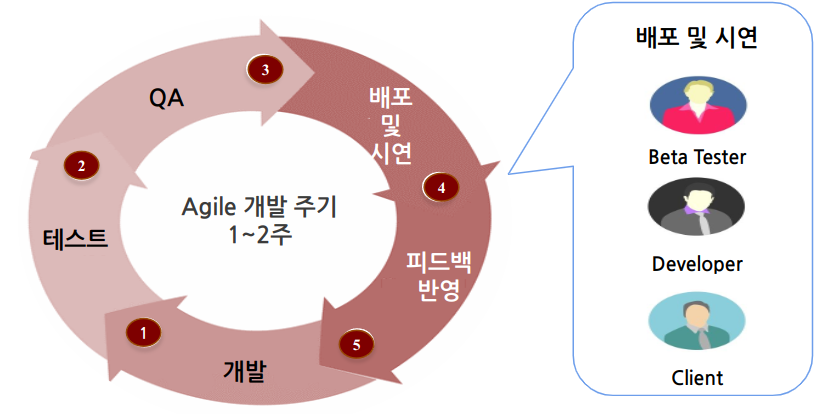 Agile 개발 주기
1~2주
1
개발
2
테스트
3
QA
4
배포
및
시연
5
피드백
반영
배포 및 시연
Beta Tester
Developer
Client